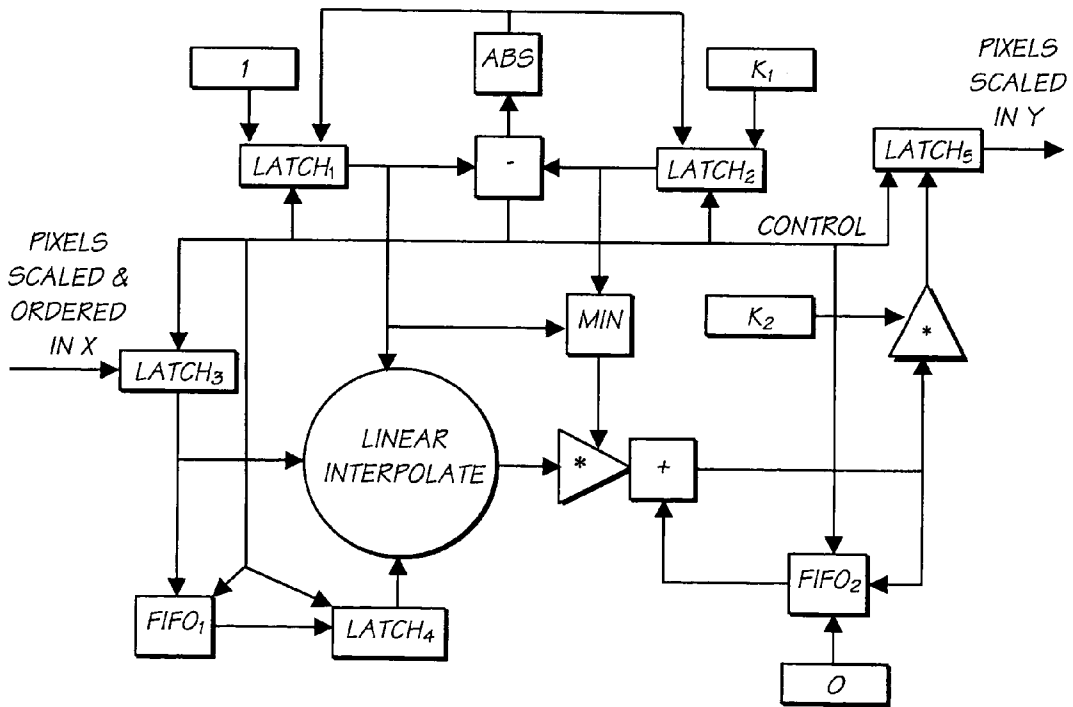 1
ABS
K₁
PIXELS
SCALED
IN Y
LATCH₁
-
LATCH₂
LATCH₅
CONTROL
PIXELS
SCALED &
ORDERED
IN X
MIN
K₂
*
LATCH₃
LINEAR
INTERPOLATE
*
+
FIFO₁
LATCH₄
FIFO₂
0